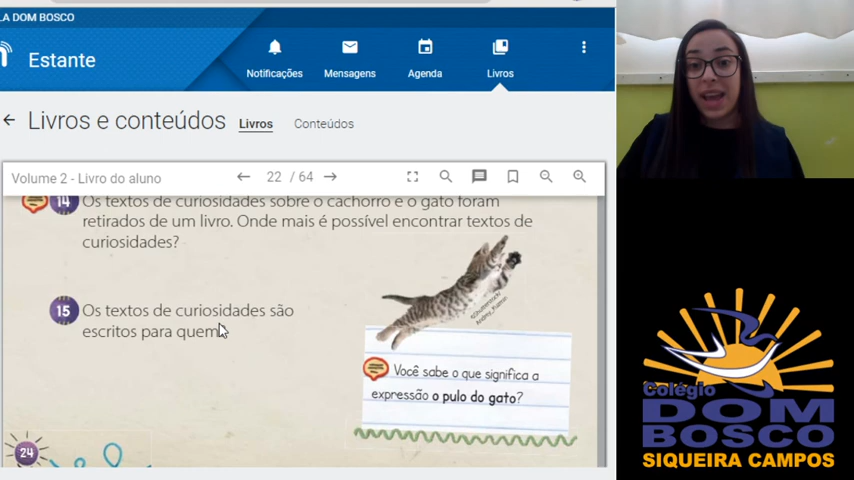 LA DOM BOSCO
Estante
Notificações
Mensagens
Agenda
Livros
Livros e conteúdos
Livros
Conteúdos
Volume 2 - Livro do aluno
22 / 64
14 Os textos de curiosidades sobre o cachorro e o gato foram
retirados de um livro. Onde mais é possível encontrar textos de
curiosidades?
15 Os textos de curiosidades são
escritos para quem
Você sabe o que significa a
expressão o pulo do gato?
24
Colégio
DOM
BOSCO
SIQUEIRA CAMPOS